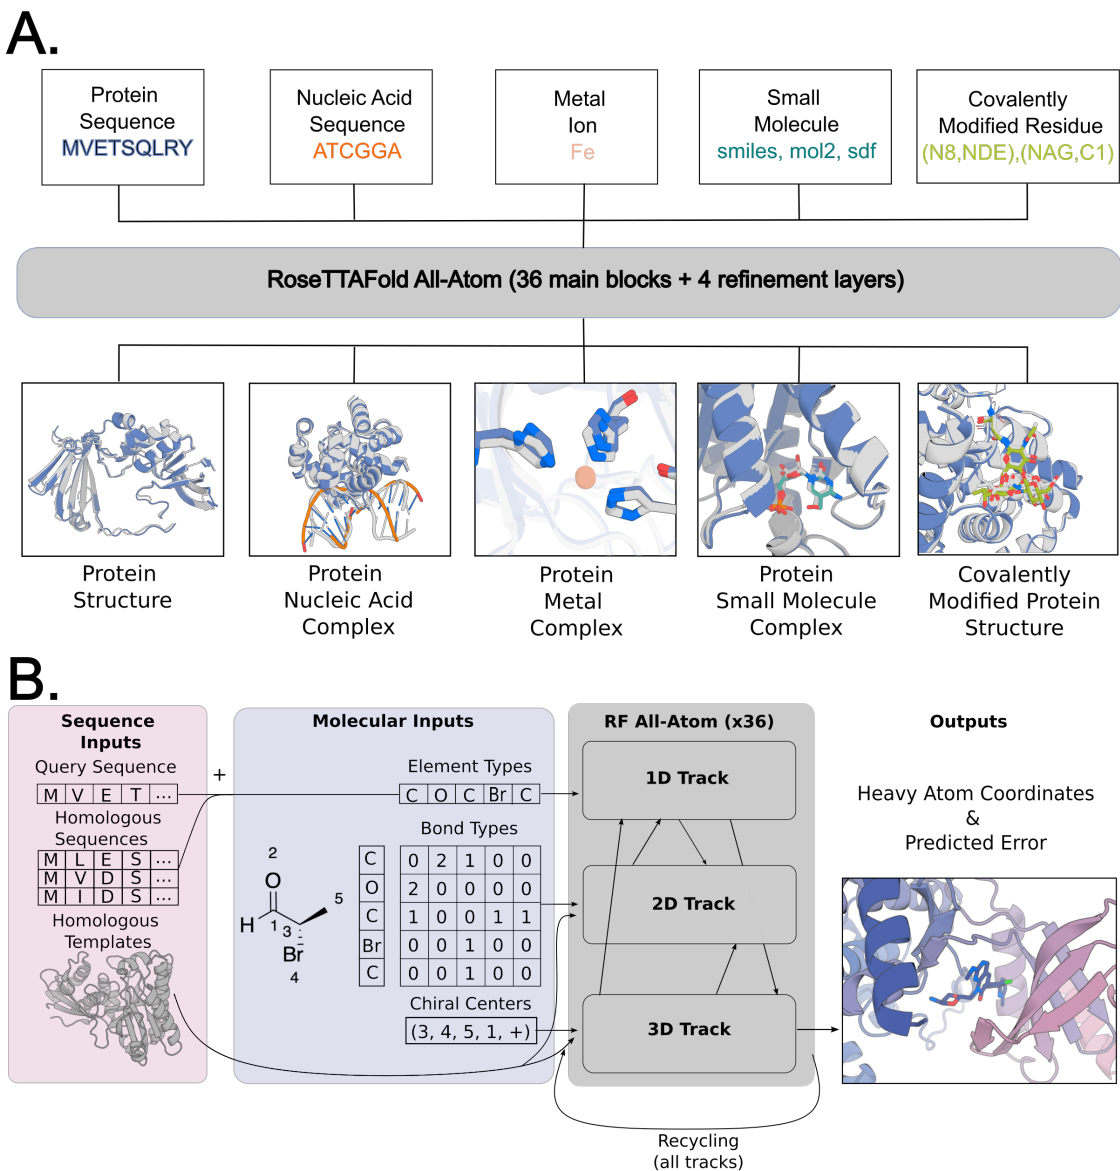 A.
Protein
Sequence
MVETSQLRY
Nucleic Acid
Sequence
ATCGGA
Metal
Ion
Fe
Small
Molecule
smiles, mol2, sdf
Covalently
Modified Residue
(N8,NDE),(NAG,C1)
RoseTTAFold All-Atom (36 main blocks + 4 refinement layers)
Protein
Structure
Protein
Nucleic Acid
Complex
Protein
Metal
Complex
Protein
Small Molecule
Complex
Covalently
Modified Protein
Structure
B.
Sequence
Inputs
Query Sequence
M V E T ...
Homologous
Sequences
M L E S ...
M V D S ...
M I D S ...
Homologous
Templates
+
Molecular Inputs
Element Types
C O C Br C
Bond Types
C 0 2 1 0 0
O 2 0 0 0 0
C 1 0 0 1 1
Br 0 0 1 0 0
C 0 0 1 0 0
2
O
5
H
1
3
Br
4
Chiral Centers
(3, 4, 5, 1, +)
RF All-Atom (x36)
1D Track
2D Track
3D Track
Recycling
(all tracks)
Outputs
Heavy Atom Coordinates
&
Predicted Error